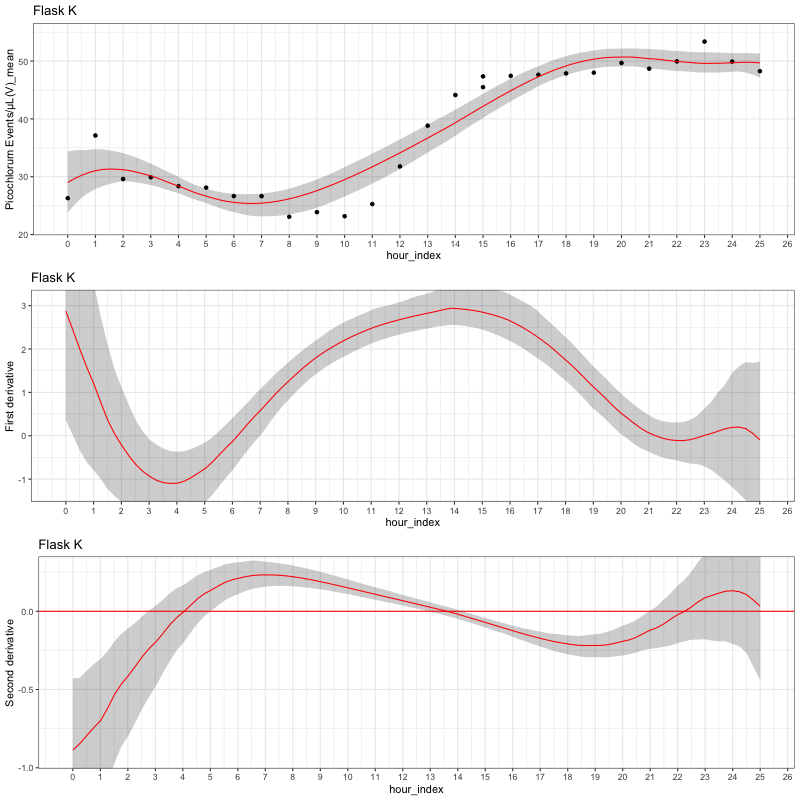 Flask K
Picochlorum Events/µL(V)_mean
50
40
30
20
0 1 2 3 4 5 6 7 8 9 10 11 12 13 14 15 16 17 18 19 20 21 22 23 24 25 26
hour_index
Flask K
First derivative
3
2
1
0
-1
0 1 2 3 4 5 6 7 8 9 10 11 12 13 14 15 16 17 18 19 20 21 22 23 24 25 26
hour_index
Flask K
Second derivative
0.0
-0.5
-1.0
0 1 2 3 4 5 6 7 8 9 10 11 12 13 14 15 16 17 18 19 20 21 22 23 24 25 26
hour_index